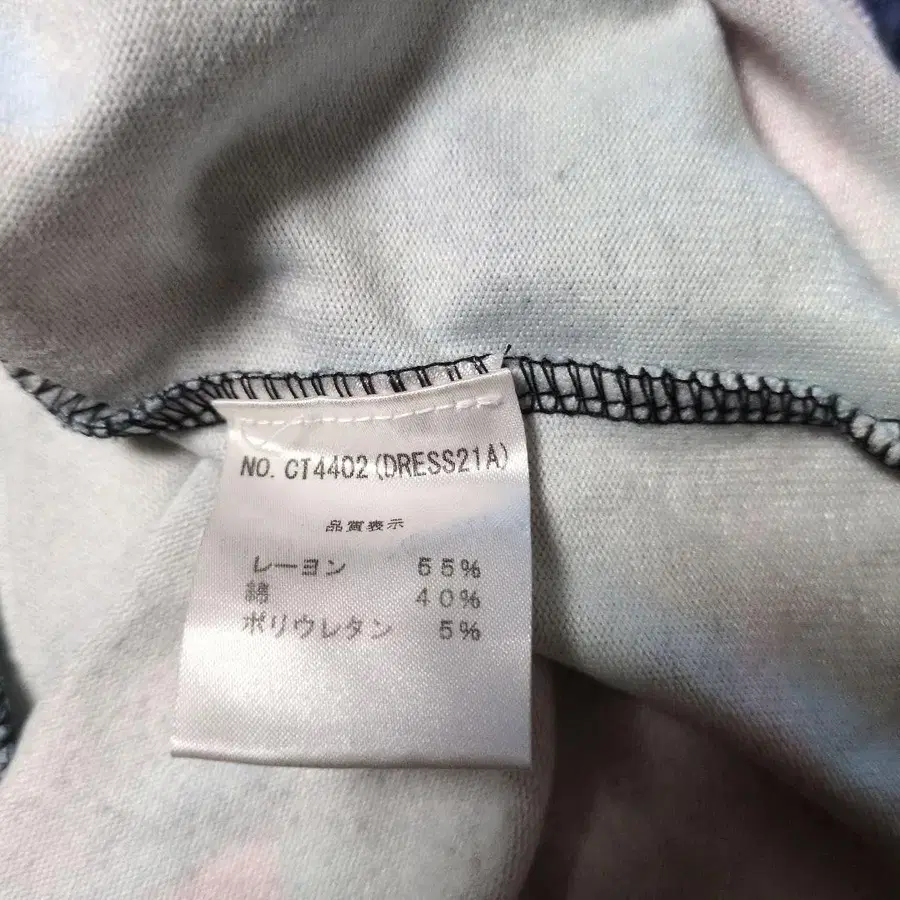 NO. CT4402(DRESS21A)
品質表示
レーヨン 55%
綿 40%
ポリウレタン 5%